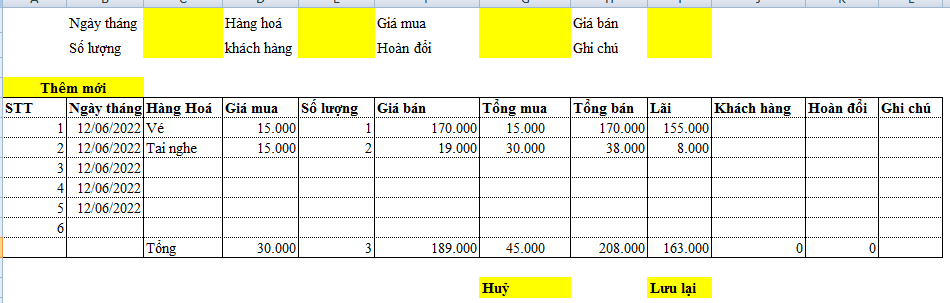 A B C D E F G H I J K L
Ngày tháng Hàng hoá Giá mua Giá bán
Số lượng khách hàng Hoàn đổi Ghi chú
Thêm mới
STT Ngày tháng Hàng Hoá Giá mua Số lượng Giá bán Tổng mua Tổng bán Lãi Khách hàng Hoàn đổi Ghi chú
1 12/06/2022 Vé 15.000 1 170.000 15.000 170.000 155.000
2 12/06/2022 Tai nghe 15.000 2 19.000 30.000 38.000 8.000
3 12/06/2022
4 12/06/2022
5 12/06/2022
6
Tổng 30.000 3 189.000 45.000 208.000 163.000 0 0
Huỷ Lưu lại